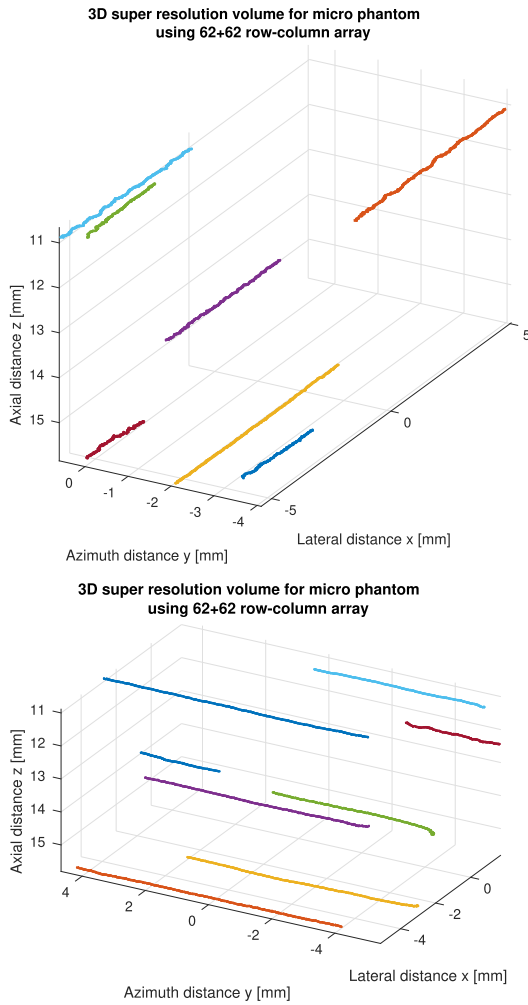 3D super resolution volume for micro phantom
using 62+62 row-column array
11
12
13
14
15
Axial distance z [mm]
0
-1
-2
-3
-4
Azimuth distance y [mm]
-5
0
5
Lateral distance x [mm]
3D super resolution volume for micro phantom
using 62+62 row-column array
11
12
13
14
15
Axial distance z [mm]
4
2
0
-2
-4
Azimuth distance y [mm]
-4
-2
0
Lateral distance x [mm]